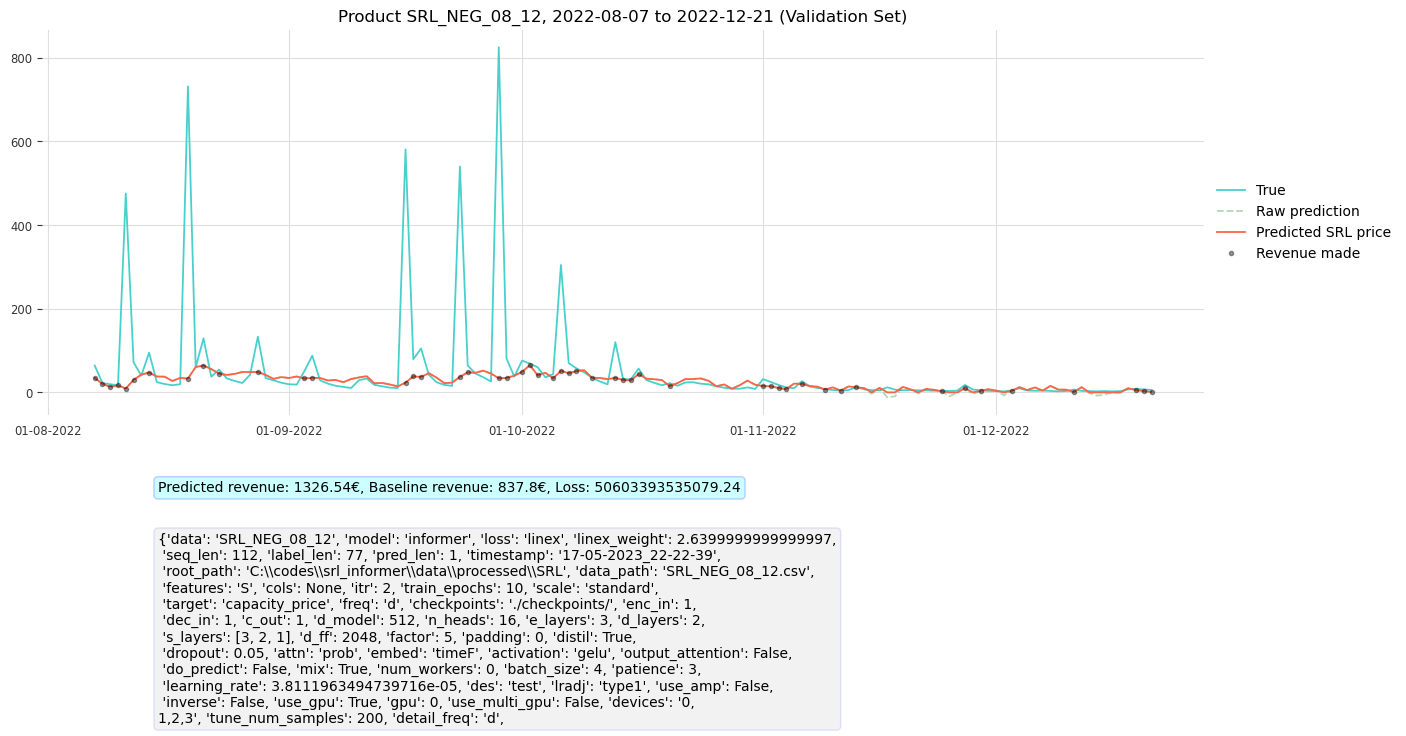 Product SRL_NEG_08_12, 2022-08-07 to 2022-12-21 (Validation Set)
800
600
400
200
0
01-08-2022 01-09-2022 01-10-2022 01-11-2022 01-12-2022
True
Raw prediction
Predicted SRL price
Revenue made
Predicted revenue: 1326.54€, Baseline revenue: 837.8€, Loss: 50603393535079.24
{'data': 'SRL_NEG_08_12', 'model': 'informer', 'loss': 'linex', 'linex_weight': 2.6399999999999997,
'seq_len': 112, 'label_len': 77, 'pred_len': 1, 'timestamp': '17-05-2023_22-22-39',
'root_path': 'C:\\codes\\srl_informer\\data\\processed\\SRL', 'data_path': 'SRL_NEG_08_12.csv',
'features': 'S', 'cols': None, 'itr': 2, 'train_epochs': 10, 'scale': 'standard',
'target': 'capacity_price', 'freq': 'd', 'checkpoints': './checkpoints/', 'enc_in': 1,
'dec_in': 1, 'c_out': 1, 'd_model': 512, 'n_heads': 16, 'e_layers': 3, 'd_layers': 2,
's_layers': [3, 2, 1], 'd_ff': 2048, 'factor': 5, 'padding': 0, 'distil': True,
'dropout': 0.05, 'attn': 'prob', 'embed': 'timeF', 'activation': 'gelu', 'output_attention': False,
'do_predict': False, 'mix': True, 'num_workers': 0, 'batch_size': 4, 'patience': 3,
'learning_rate': 3.8111963494739716e-05, 'des': 'test', 'lradj': 'type1', 'use_amp': False,
'inverse': False, 'use_gpu': True, 'gpu': 0, 'use_multi_gpu': False, 'devices': '0,
1,2,3', 'tune_num_samples': 200, 'detail_freq': 'd',